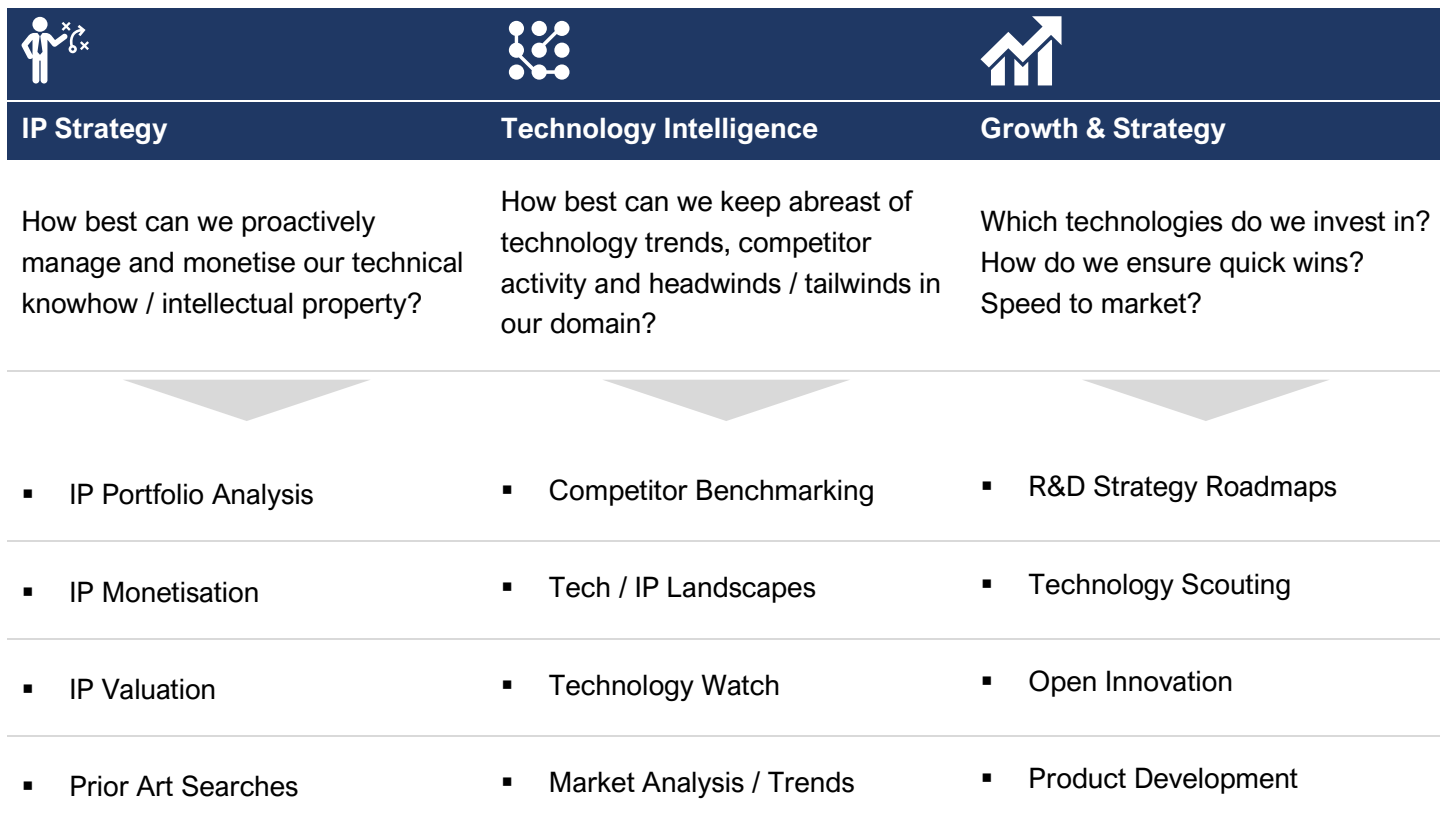 IP Strategy
Technology Intelligence
Growth & Strategy
How best can we proactively
manage and monetise our technical
knowhow / intellectual property?
How best can we keep abreast of
technology trends, competitor
activity and headwinds / tailwinds in
our domain?
Which technologies do we invest in?
How do we ensure quick wins?
Speed to market?
▪ IP Portfolio Analysis
▪ Competitor Benchmarking
▪ R&D Strategy Roadmaps
▪ IP Monetisation
▪ Tech / IP Landscapes
▪ Technology Scouting
▪ IP Valuation
▪ Technology Watch
▪ Open Innovation
▪ Prior Art Searches
▪ Market Analysis / Trends
▪ Product Development